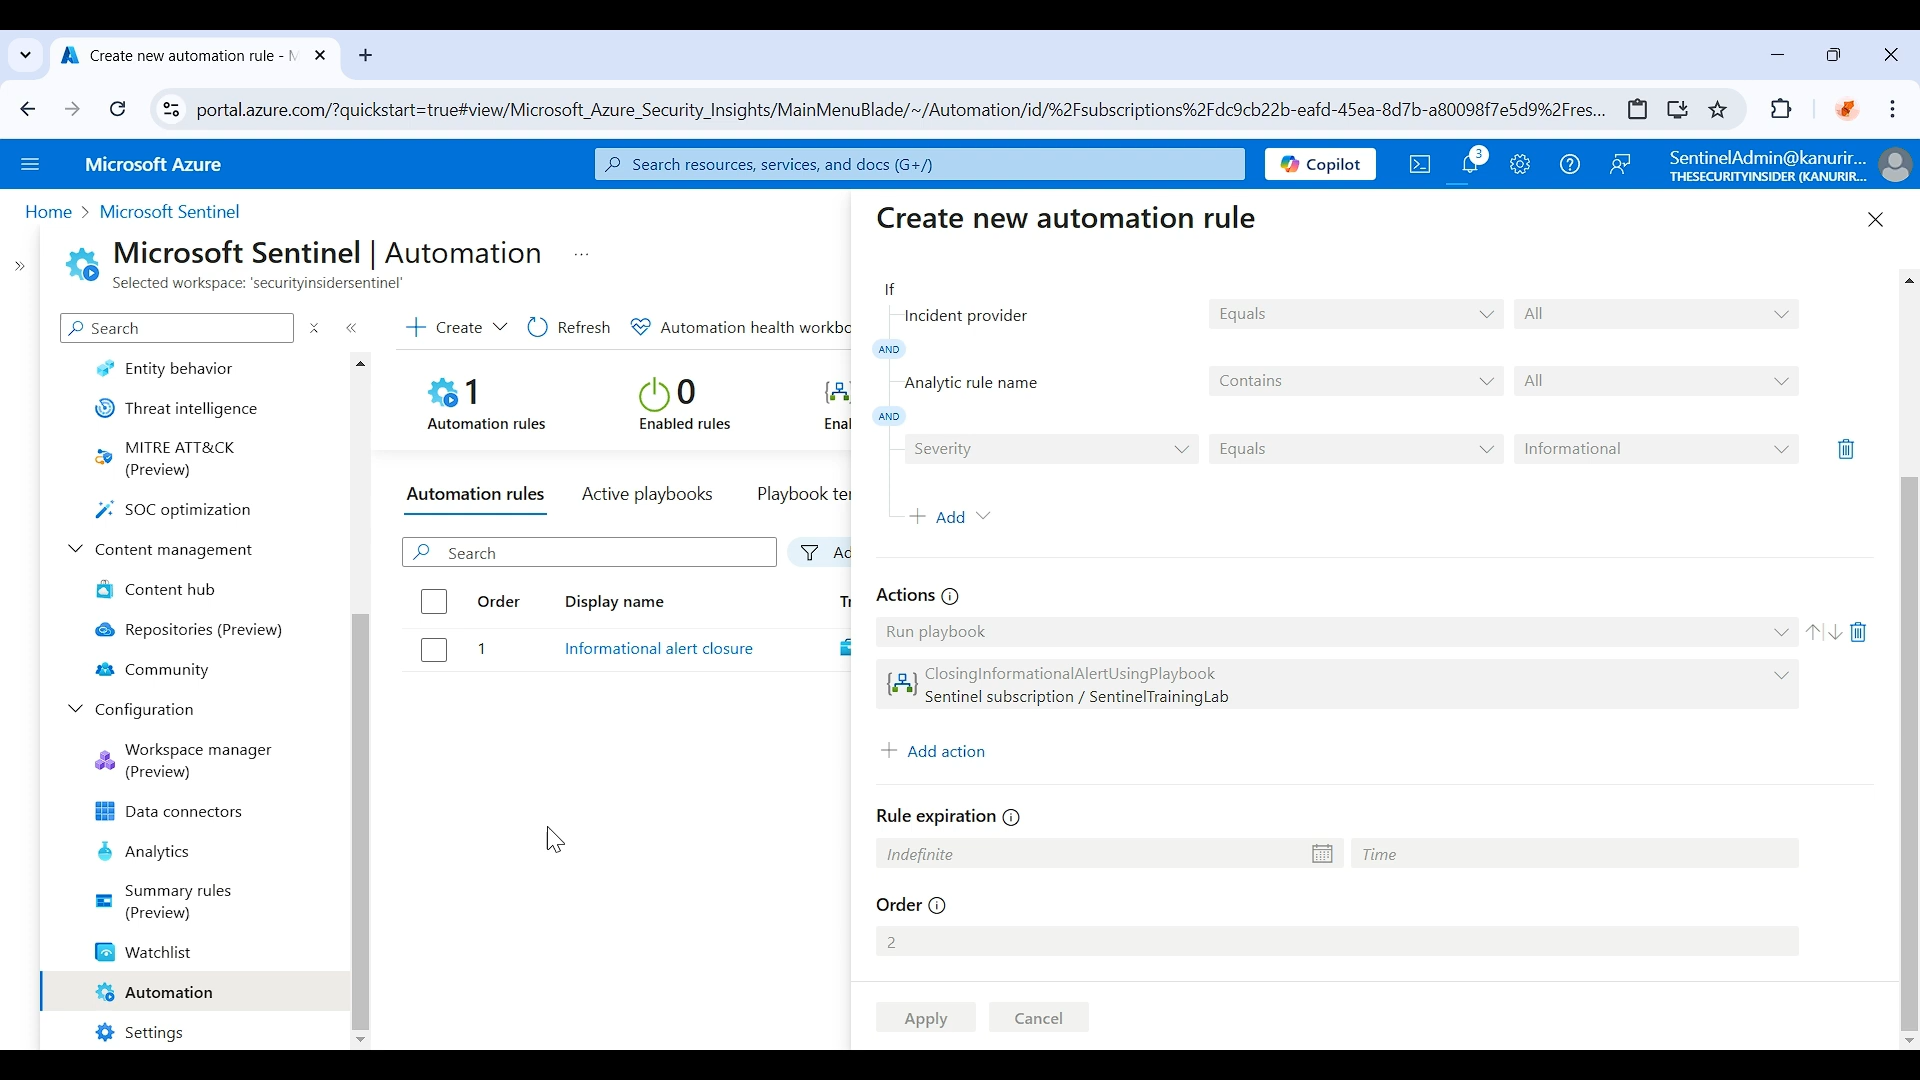 Create new automation rule - M
portal.azure.com/?quickstart=true#view/Microsoft_Azure_Security_Insights/MainMenuBlade/~/Automation/id/%2Fsubscriptions%2Fdc9cb22b-eafd-45ea-8d7b-a80098f7e5d9%2Fres...
Microsoft Azure
Search resources, services, and docs (G+/)
Copilot
3
SentinelAdmin@kanurir...
THESECURITYINSIDER (KANURIR...
Home > Microsoft Sentinel
Microsoft Sentinel | Automation
...
Selected workspace: 'securityinsidersentinel'
Search
Entity behavior
Threat intelligence
MITRE ATT&CK
(Preview)
SOC optimization
Content management
Content hub
Repositories (Preview)
Community
Configuration
Workspace manager
(Preview)
Data connectors
Analytics
Summary rules
(Preview)
Watchlist
Automation
Settings
Create
Refresh
Automation health workbo
1
Automation rules
0
Enabled rules
Enal
Automation rules
Active playbooks
Playbook te
Search
Ad
Order
Display name
Tr
1
Informational alert closure
Create new automation rule
If
Incident provider
Equals
All
AND
Analytic rule name
Contains
All
AND
Severity
Equals
Informational
Add
Actions
Run playbook
ClosingInformationalAlertUsingPlaybook
Sentinel subscription / SentinelTrainingLab
Add action
Rule expiration
Indefinite
Time
Order
2
Apply
Cancel